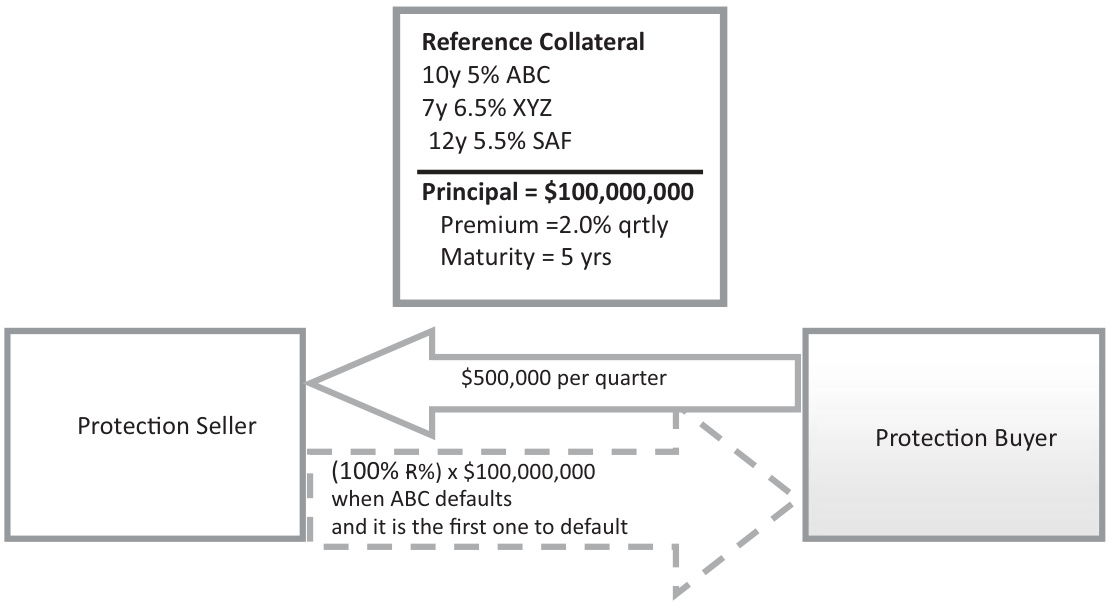 Reference Collateral
10y 5% ABC
7y 6.5% XYZ
12y 5.5% SAF
Principal = $100,000,000
Premium =2.0% qrtly
Maturity = 5 yrs
$500,000 per quarter
Protection Seller
Protection Buyer
(100% R%) x $100,000,000
when ABC defaults
and it is the first one to default